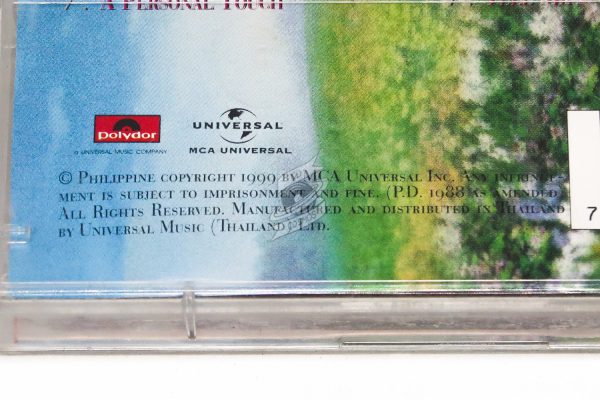 7. A Personal Touch
polydor
A UNIVERSAL MUSIC COMPANY
UNIVERSAL
MCA UNIVERSAL
© Philippine copyright 1999 by MCA Universal Inc. Any infringe-
ment is subject to imprisonment and fine. (P.D. 1988 as amended)
All Rights Reserved. Manufactured and distributed in Thailand
by Universal Music (Thailand) Ltd.
7